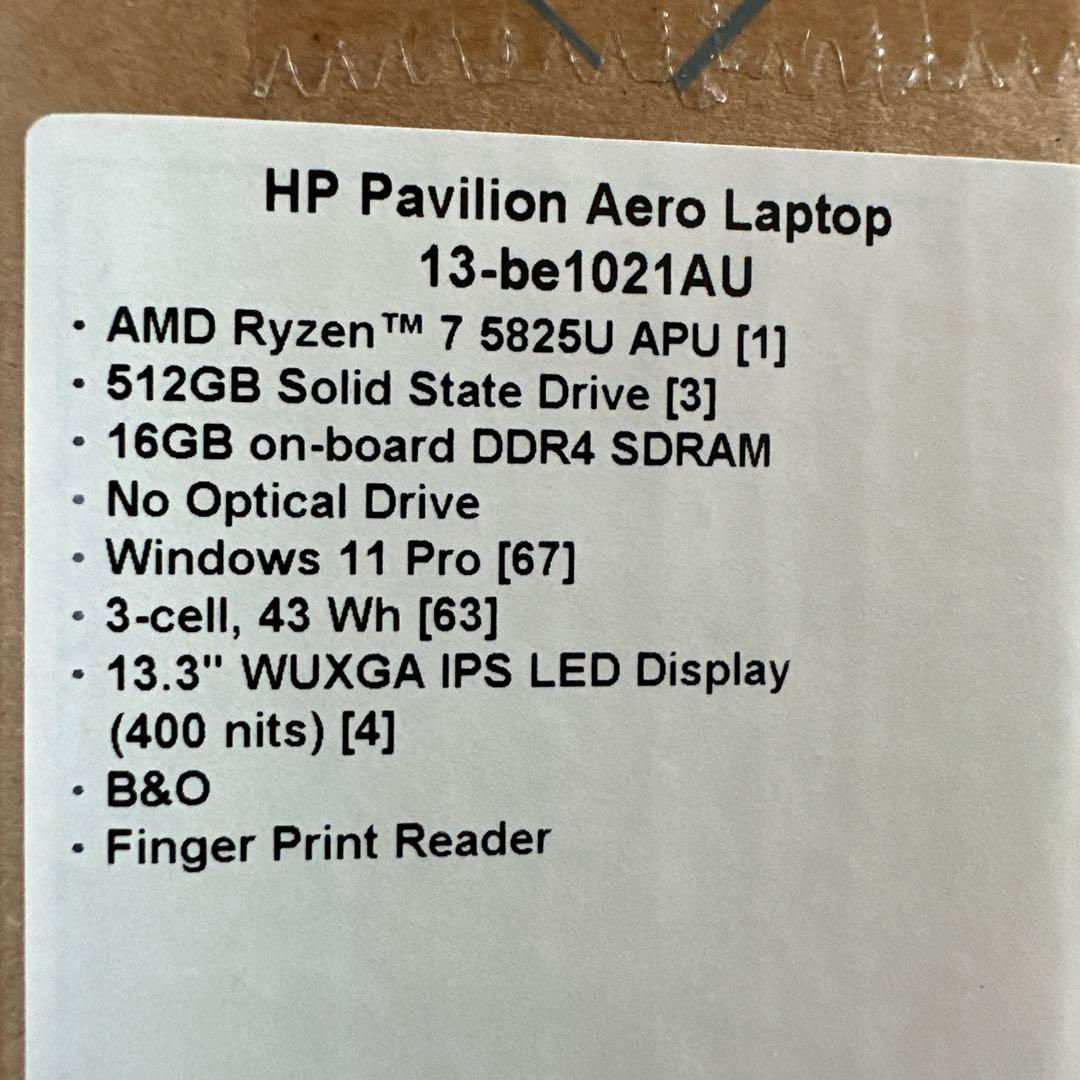 HP Pavilion Aero Laptop
13-be1021AU
• AMD Ryzen™ 7 5825U APU [1]
• 512GB Solid State Drive [3]
• 16GB on-board DDR4 SDRAM
• No Optical Drive
• Windows 11 Pro [67]
• 3-cell, 43 Wh [63]
• 13.3" WUXGA IPS LED Display
(400 nits) [4]
• B&O
• Finger Print Reader